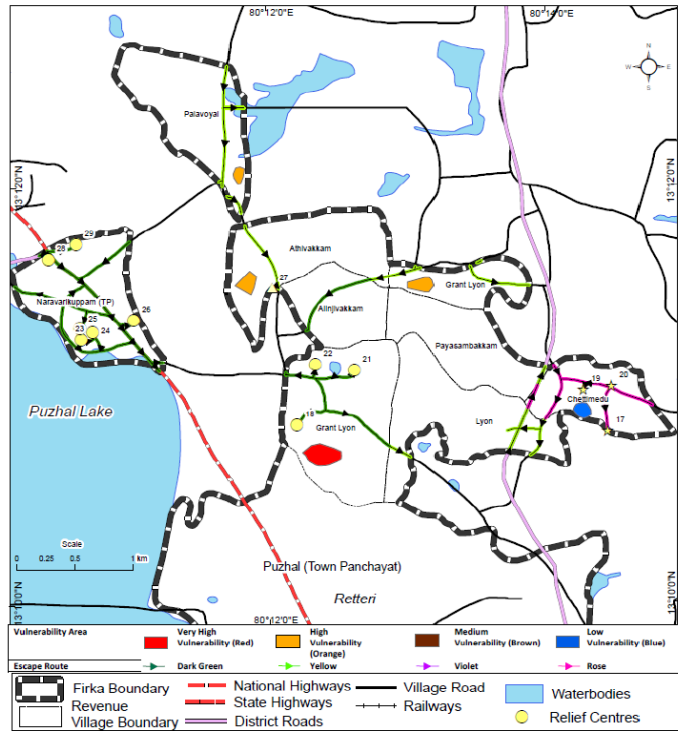 80°12'0"E
80°14'0"E
N
W
E
S
Palavoyal
13°12'0"N
13°12'0"N
Athivakkam
29
28
27
Grant Lyon
Naravarikuppam (TP)
Alinjivakkam
26
25
23
24
Payasambakkam
22
21
19
20
Chettimedu
Puzhal Lake
18
Grant Lyon
Lyon
17
Scale
0
0.25
0.5
1 km
Puzhal (Town Panchayat)
Retteri
13°10'0"N
13°10'0"N
80°12'0"E
Vulnerability Area
Very High
Vulnerability (Red)
High
Vulnerability
(Orange)
Medium
Vulnerability (Brown)
Low
Vulnerability (Blue)
Escape Route
Dark Green
Yellow
Violet
Rose
Firka Boundary
Revenue
Village Boundary
National Highways
State Highways
District Roads
Village Road
Railways
Waterbodies
Relief Centres